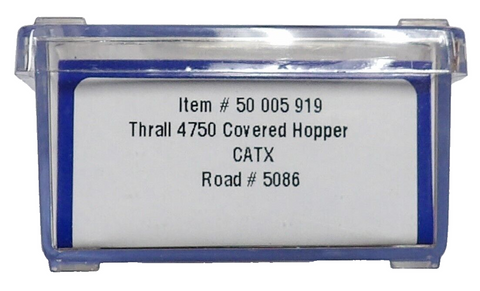 Item # 50 005 919
Thrall 4750 Covered Hopper
CATX
Road # 5086